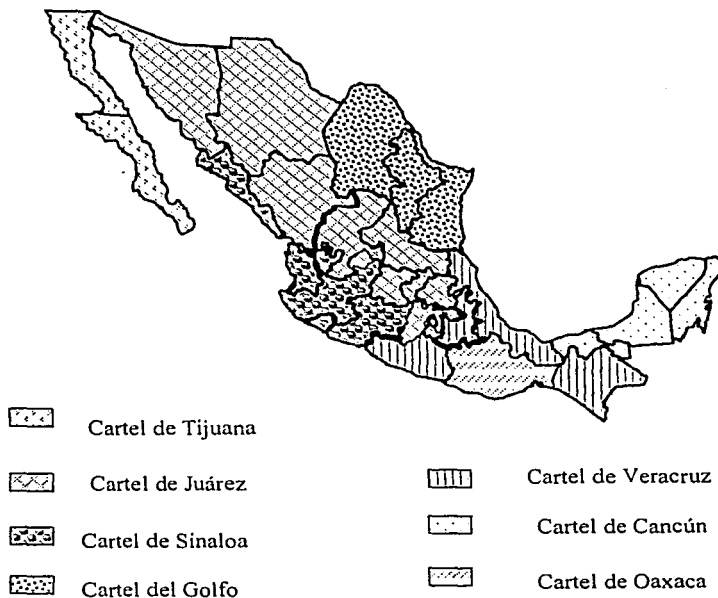 Cartel de Tijuana
Cartel de Juárez
Cartel de Sinaloa
Cartel del Golfo
Cartel de Veracruz
Cartel de Cancún
Cartel de Oaxaca